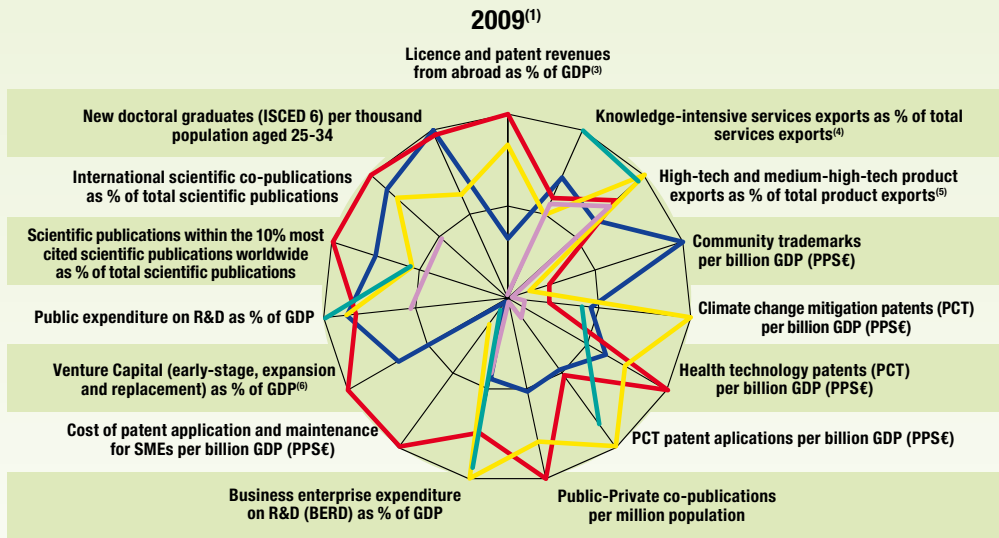 2009(1)
Licence and patent revenues
from abroad as % of GDP(3)
New doctoral graduates (ISCED 6) per thousand
population aged 25-34
Knowledge-intensive services exports as % of total
services exports(4)
International scientific co-publications
as % of total scientific publications
High-tech and medium-high-tech product
exports as % of total product exports(5)
Scientific publications within the 10% most
cited scientific publications worldwide
as % of total scientific publications
Community trademarks
per billion GDP (PPS€)
Public expenditure on R&D as % of GDP
Climate change mitigation patents (PCT)
per billion GDP (PPS€)
Venture Capital (early-stage, expansion
and replacement) as % of GDP(6)
Health technology patents (PCT)
per billion GDP (PPS€)
Cost of patent application and maintenance
for SMEs per billion GDP (PPS€)
PCT patent aplications per billion GDP (PPS€)
Business enterprise expenditure
on R&D (BERD) as % of GDP
Public-Private co-publications
per million population